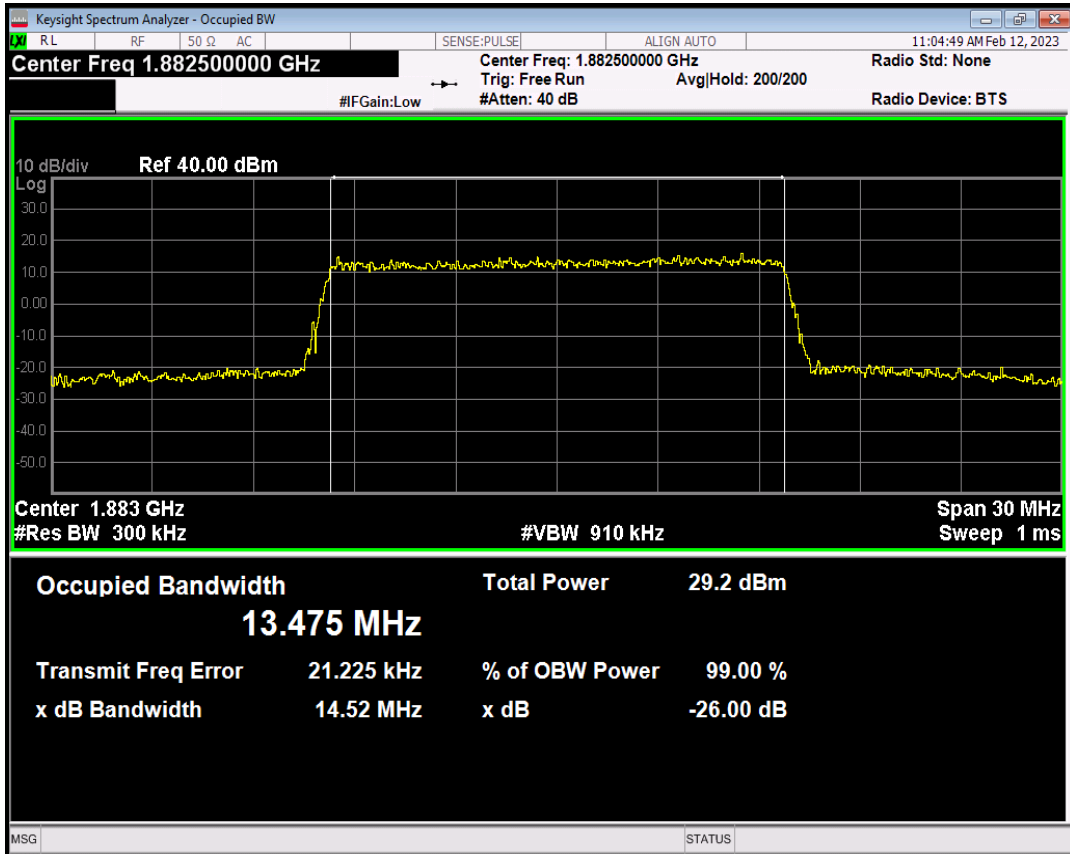 Keysight Spectrum Analyzer - Occupied BW
LXI RL RF 50 Ω AC SENSE:PULSE ALIGN AUTO 11:04:49 AM Feb 12, 2023
Center Freq 1.882500000 GHz Center Freq: 1.882500000 GHz Radio Std: None
Trig: Free Run Avg|Hold: 200/200
#IFGain:Low #Atten: 40 dB Radio Device: BTS
10 dB/div Ref 40.00 dBm
Log
30.0
20.0
10.0
0.00
-10.0
-20.0
-30.0
-40.0
-50.0
Center 1.883 GHz Span 30 MHz
#Res BW 300 kHz #VBW 910 kHz Sweep 1 ms
Occupied Bandwidth Total Power 29.2 dBm
13.475 MHz
Transmit Freq Error 21.225 kHz % of OBW Power 99.00 %
x dB Bandwidth 14.52 MHz x dB -26.00 dB
MSG STATUS